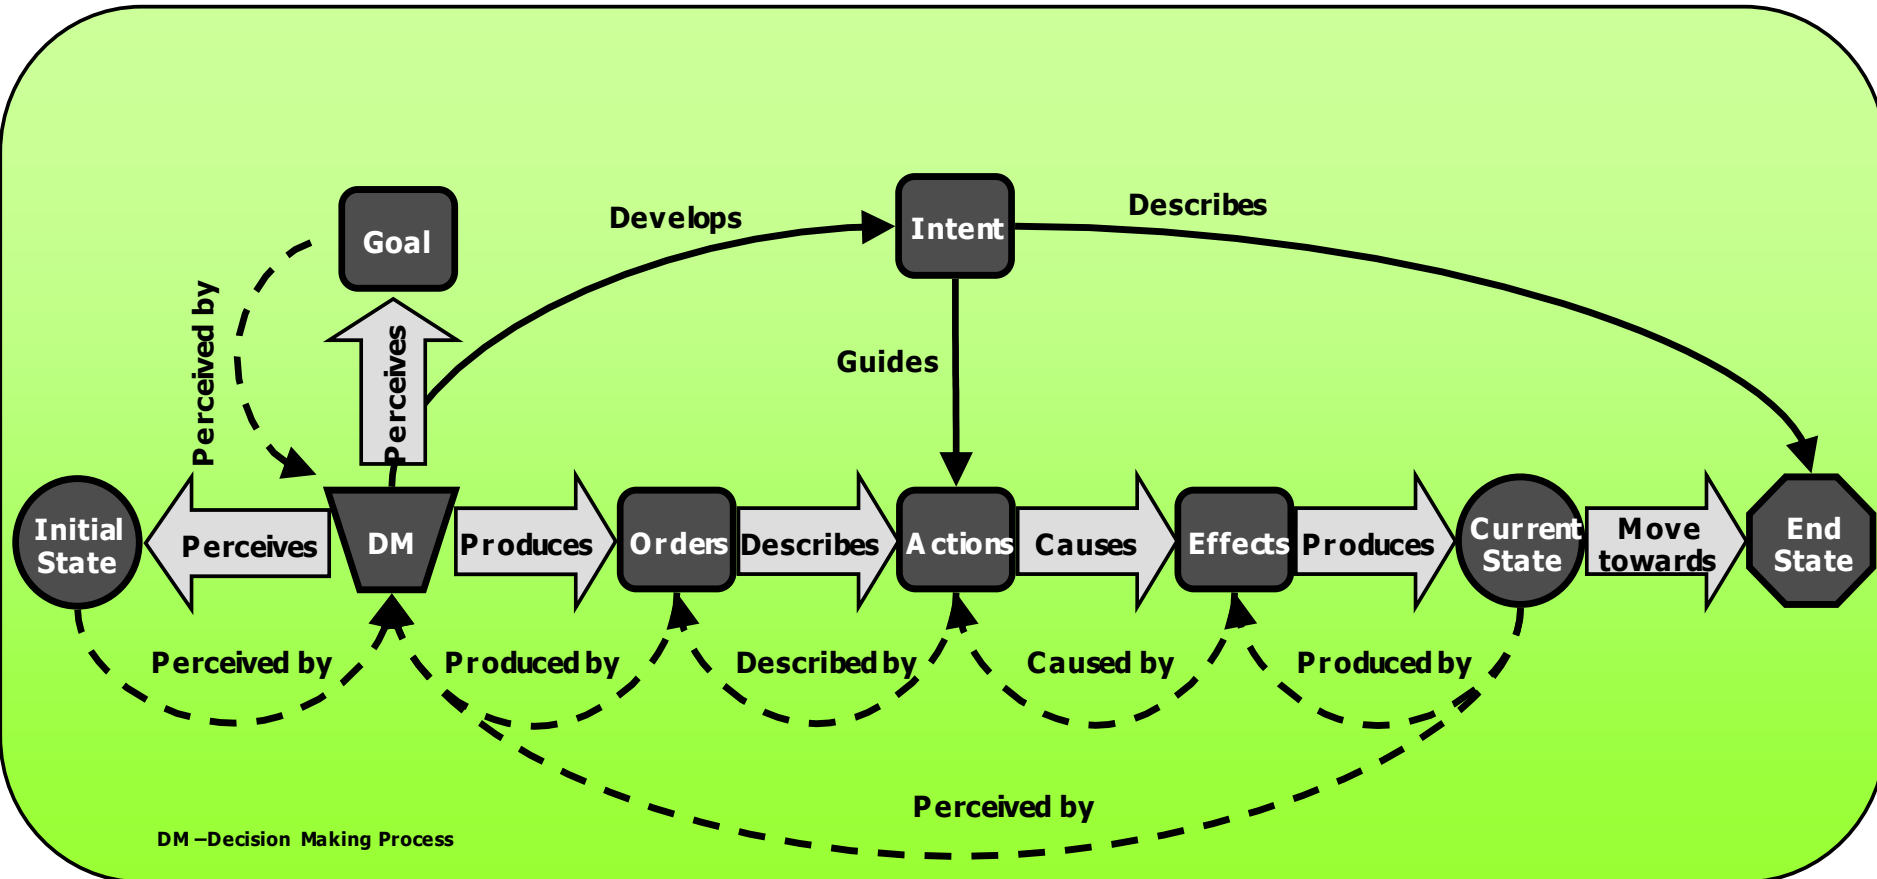 Describes
Develops
Intent
Goal
Perceived by
Perceives
Guides
Initial
State
Perceives
DM
Produces
Orders
Describes
Actions
Causes
Effects
Produces
Current
State
Move
towards
End
State
Perceived by
Produced by
Described by
Caused by
Produced by
Perceived by
DM –Decision Making Process